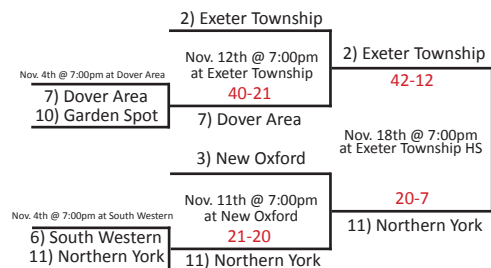 2) Exeter Township
Nov. 12th @ 7:00pm
at Exeter Township
40-21
Nov. 4th @ 7:00pm at Dover Area
7) Dover Area
10) Garden Spot
7) Dover Area
2) Exeter Township
42-12
Nov. 18th @ 7:00pm
at Exeter Township HS
3) New Oxford
Nov. 11th @ 7:00pm
at New Oxford
21-20
Nov. 4th @ 7:00pm at South Western
6) South Western
11) Northern York
11) Northern York
20-7
11) Northern York